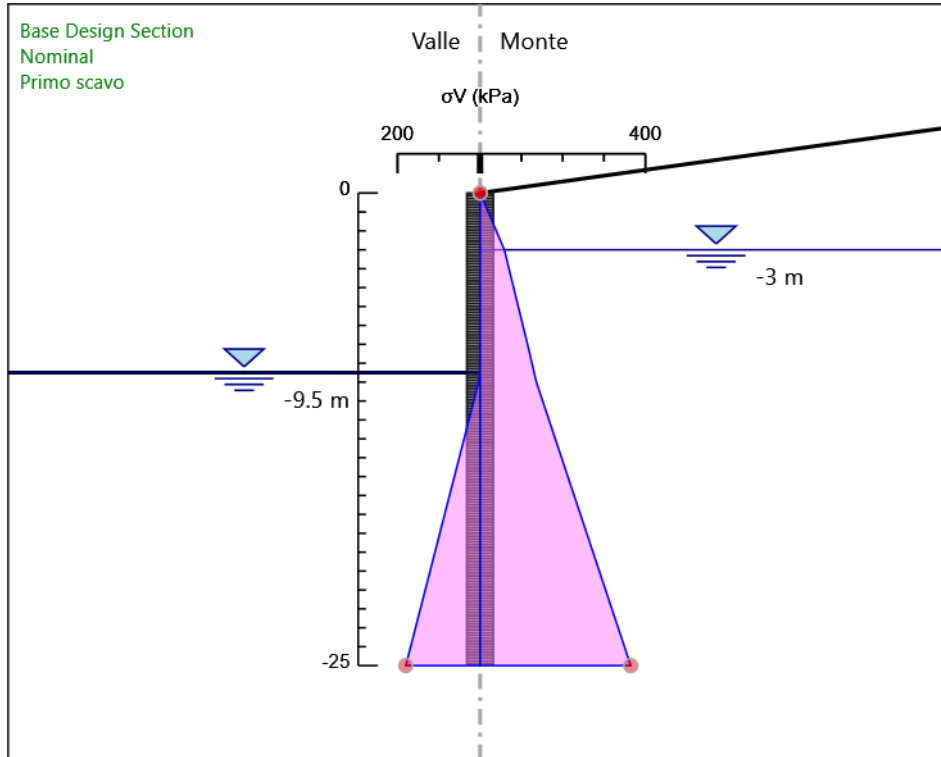 Base Design Section
Nominal
Primo scavo
Valle Monte
σV (kPa)
200 400
0
-3 m
-9.5 m
-25